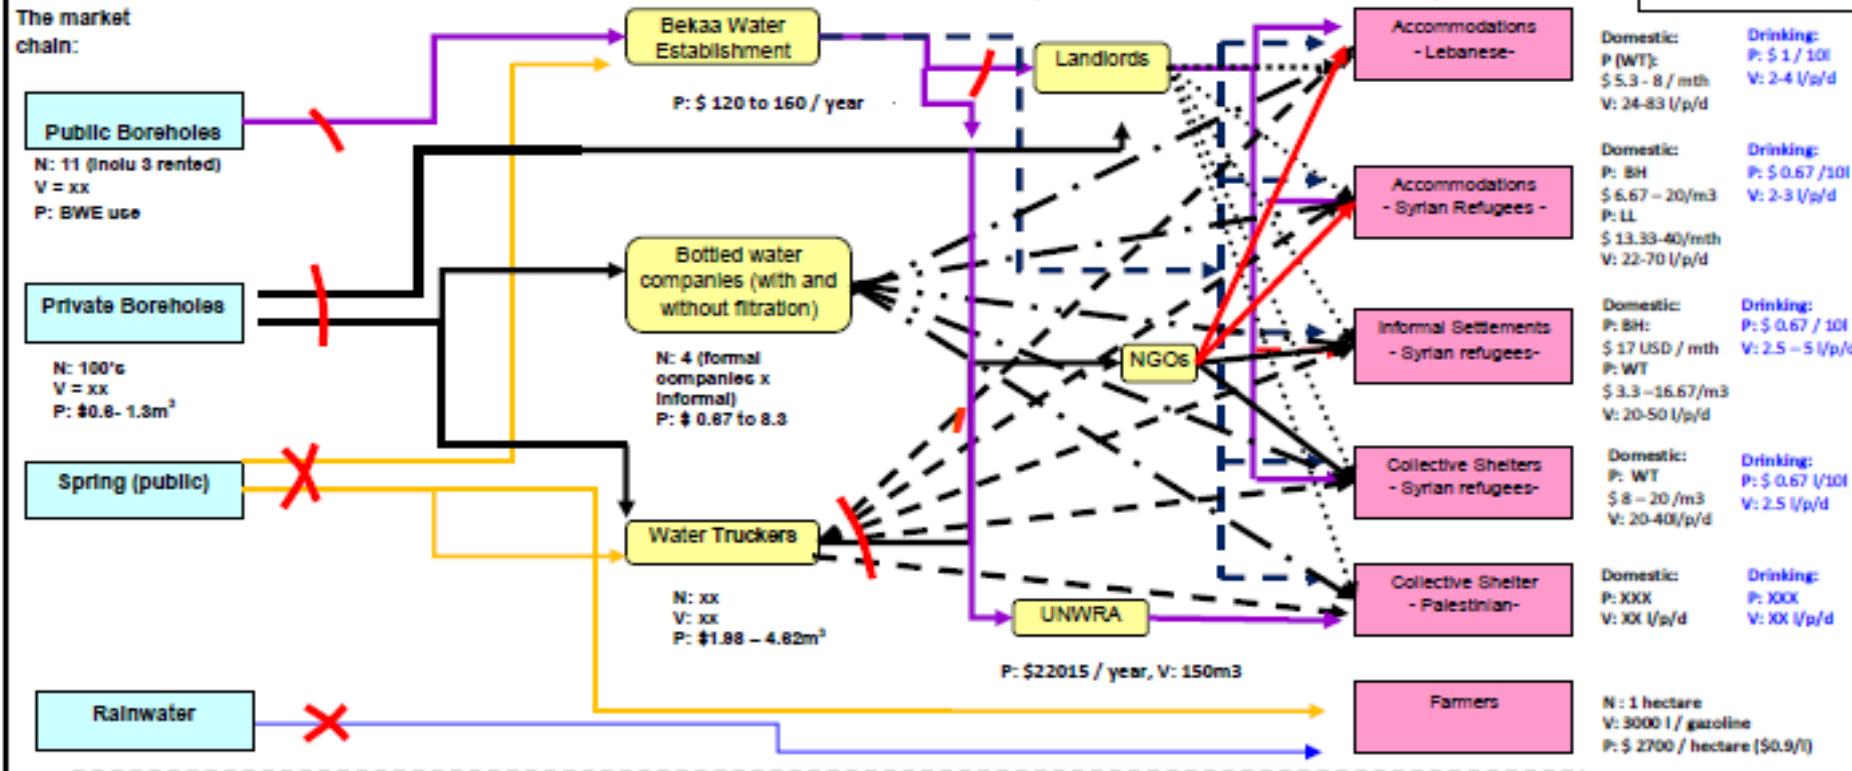 The market
chain:
Public Boreholes
N: 11 (Inolu 3 rented)
V = xx
P: BWE use
Private Boreholes
N: 100's
V = xx
P: $0.6- 1.3m³
Spring (public)
Rainwater
Bekaa Water
Establishment
P: $ 120 to 160 / year
Bottled water
companies (with and
without filtration)
N: 4 (formal
companies x
Informal)
P: $ 0.67 to 8.3
Water Truckers
N: xx
V: xx
P: $1.98 – 4.62m³
Landlords
NGOs
UNWRA
P: $22015 / year, V: 150m3
Accommodations
- Lebanese-
Domestic:
P (WT):
$ 5.3 - 8 / mth
V: 24-83 l/p/d
Drinking:
P: $ 1 / 10l
V: 2-4 l/p/d
Accommodations
- Syrian Refugees -
Domestic:
P: BH
$ 6.67 – 20/m3
P: LL
$ 13.33-40/mth
V: 22-70 l/p/d
Drinking:
P: $ 0.67 /10l
V: 2-3 l/p/d
Informal Settlements
- Syrian refugees-
Domestic:
P: BH:
$ 17 USD / mth
P: WT
$ 3.3 –16.67/m3
V: 20-50 l/p/d
Drinking:
P: $ 0.67 / 10l
V: 2.5 – 5 l/p/d
Collective Shelters
- Syrian refugees-
Domestic:
P: WT
$ 8 – 20 /m3
V: 20-40l/p/d
Drinking:
P: $ 0.67 l/10l
V: 2.5 l/p/d
Collective Shelter
- Palestinian-
Domestic:
P: XXX
V: XX l/p/d
Drinking:
P: XXX
V: XX l/p/d
Farmers
N : 1 hectare
V: 3000 l / gazoline
P: $ 2700 / hectare ($0.9/l)